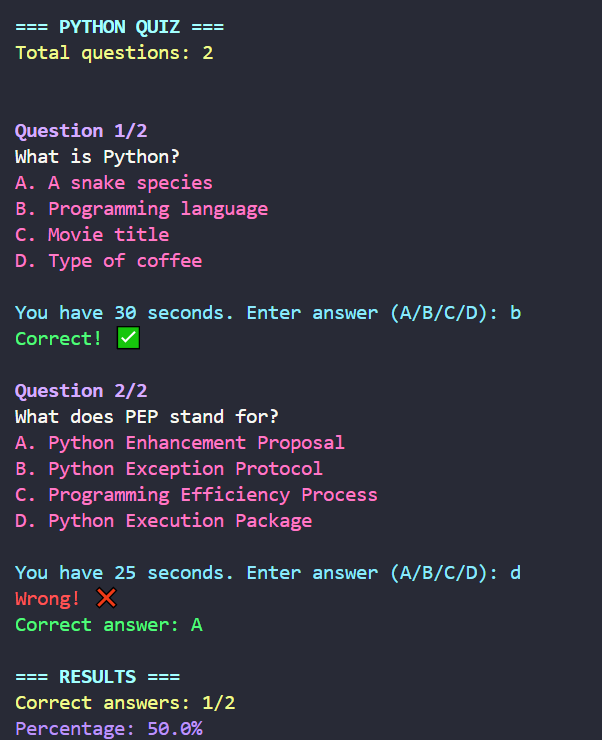 === PYTHON QUIZ ===
Total questions: 2
Question 1/2
What is Python?
A. A snake species
B. Programming language
C. Movie title
D. Type of coffee
You have 30 seconds. Enter answer (A/B/C/D): b
Correct! ✅
Question 2/2
What does PEP stand for?
A. Python Enhancement Proposal
B. Python Exception Protocol
C. Programming Efficiency Process
D. Python Execution Package
You have 25 seconds. Enter answer (A/B/C/D): d
Wrong! ❌
Correct answer: A
=== RESULTS ===
Correct answers: 1/2
Percentage: 50.0%